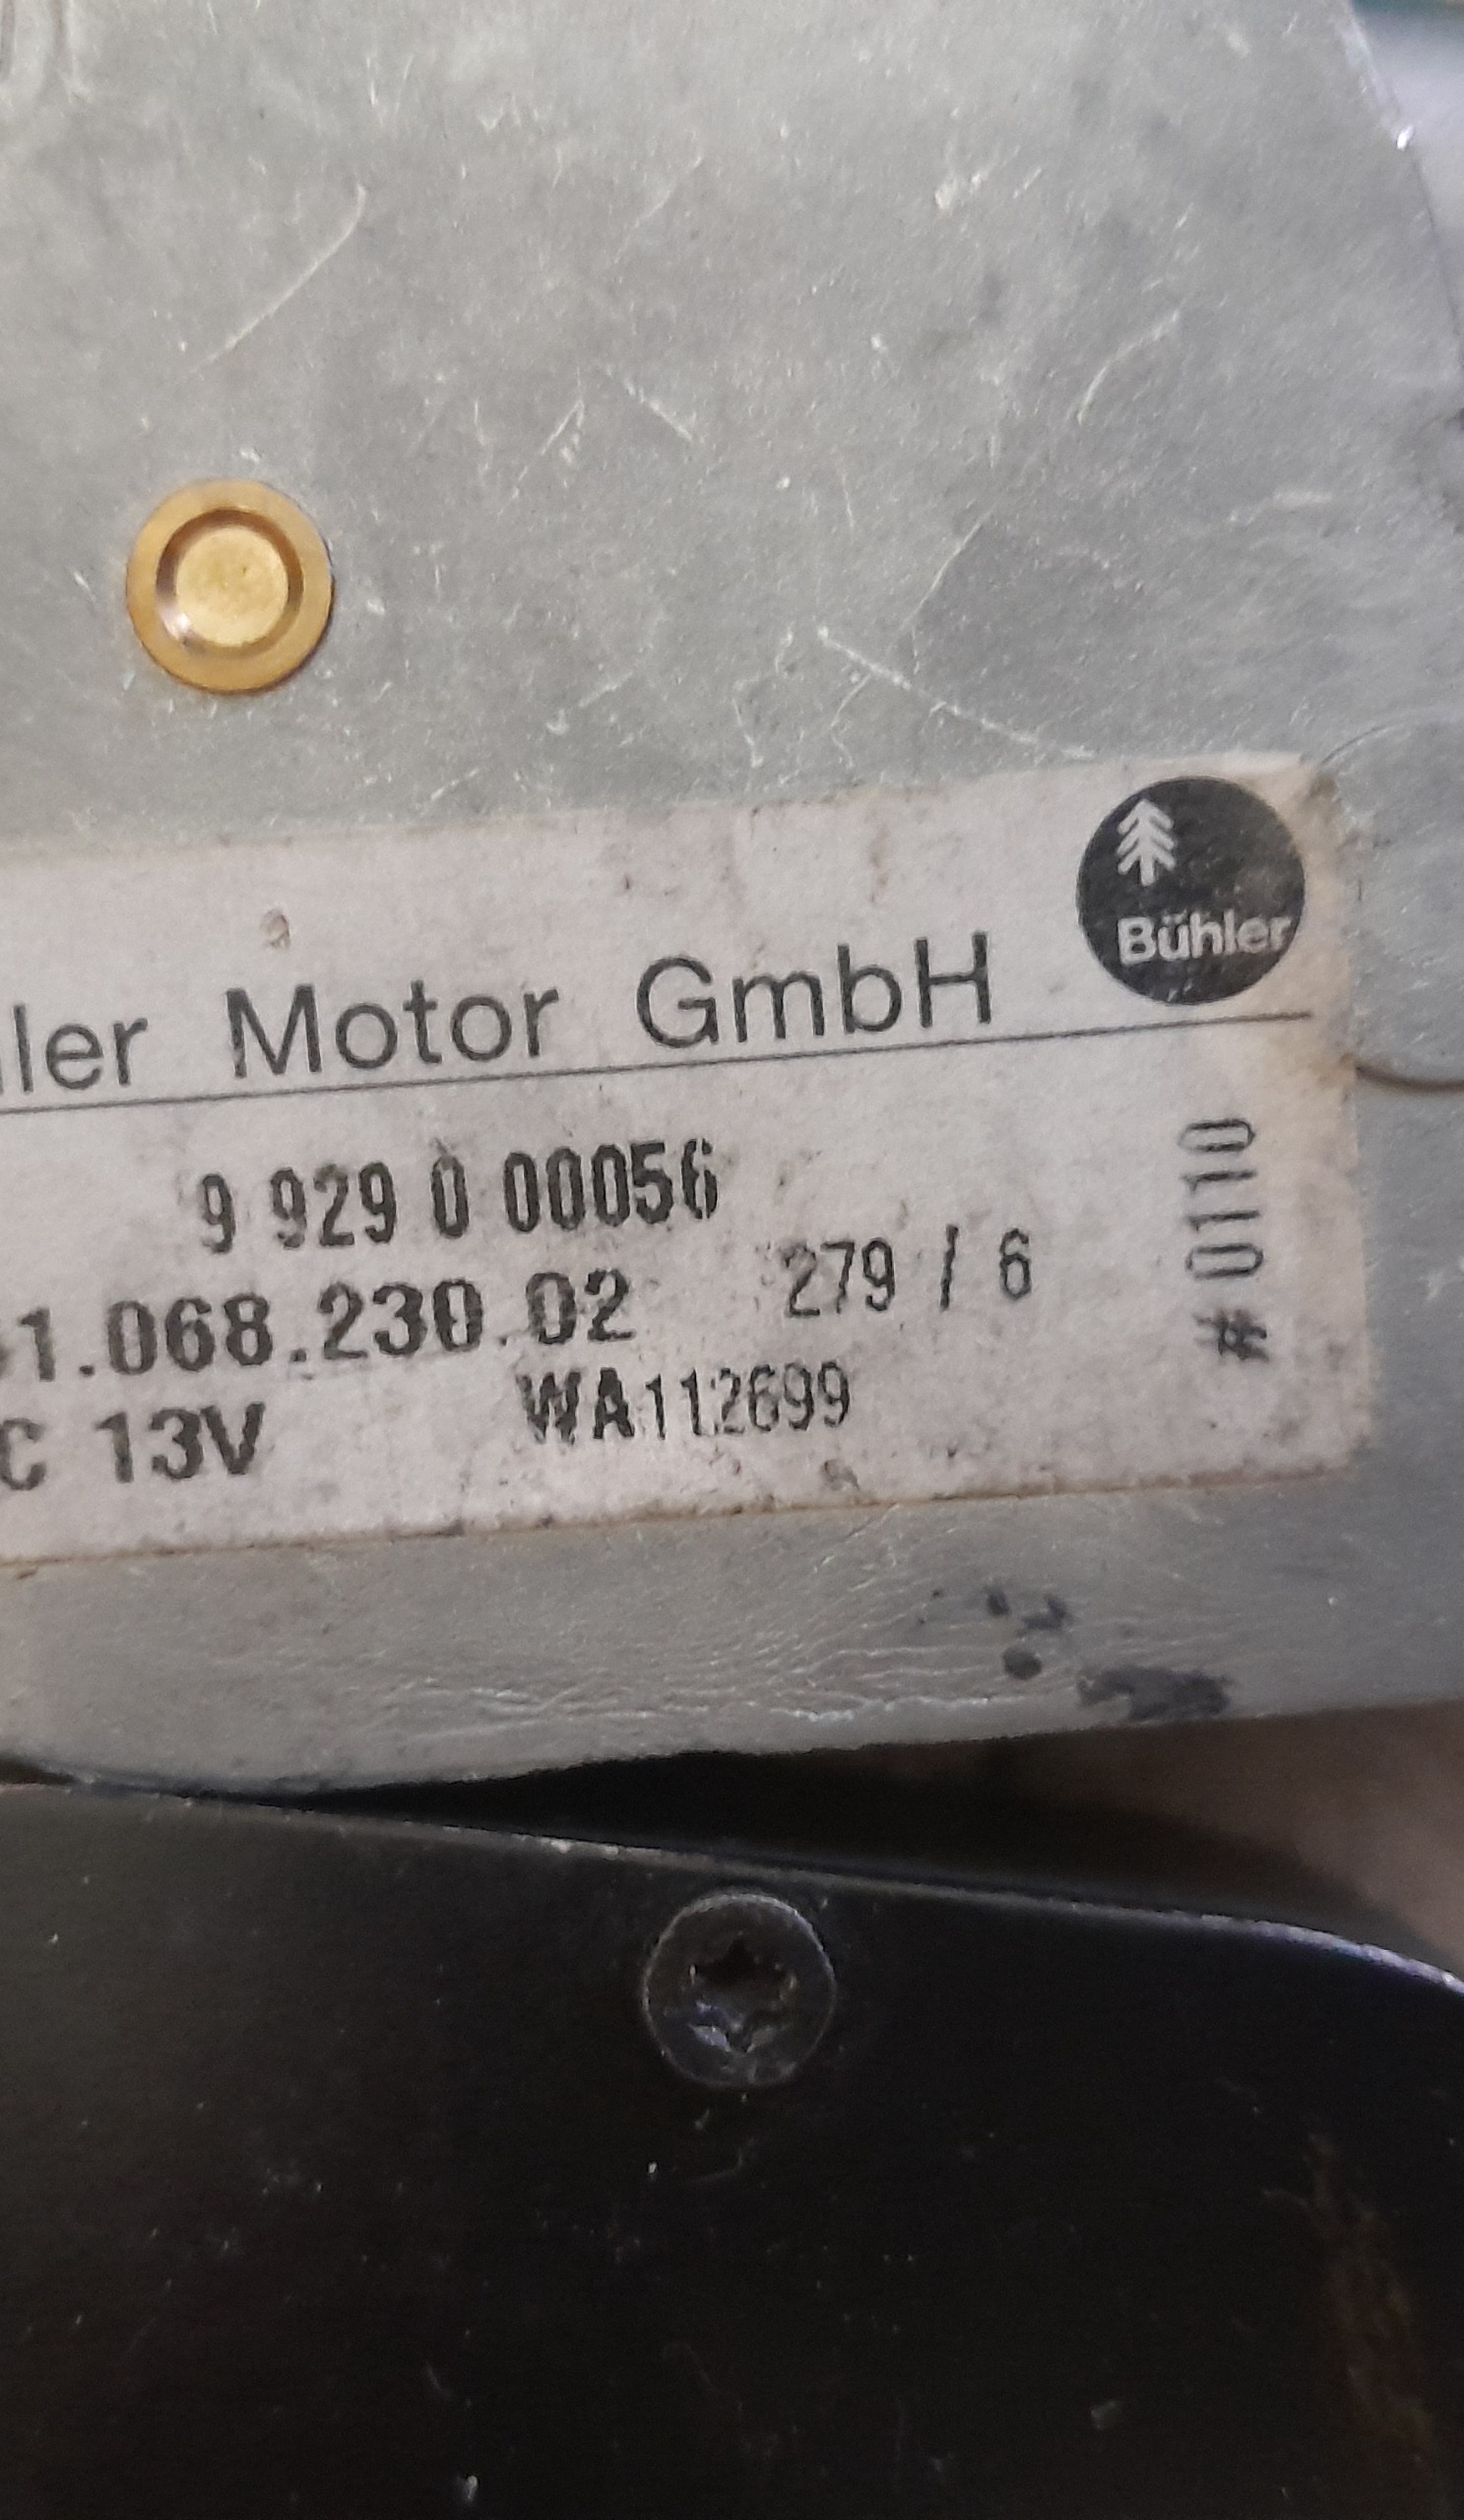 Bühler
ler Motor GmbH
9 929 0 00056
1.068.230.02 279 / 6
C 13V WA112699
# 0110